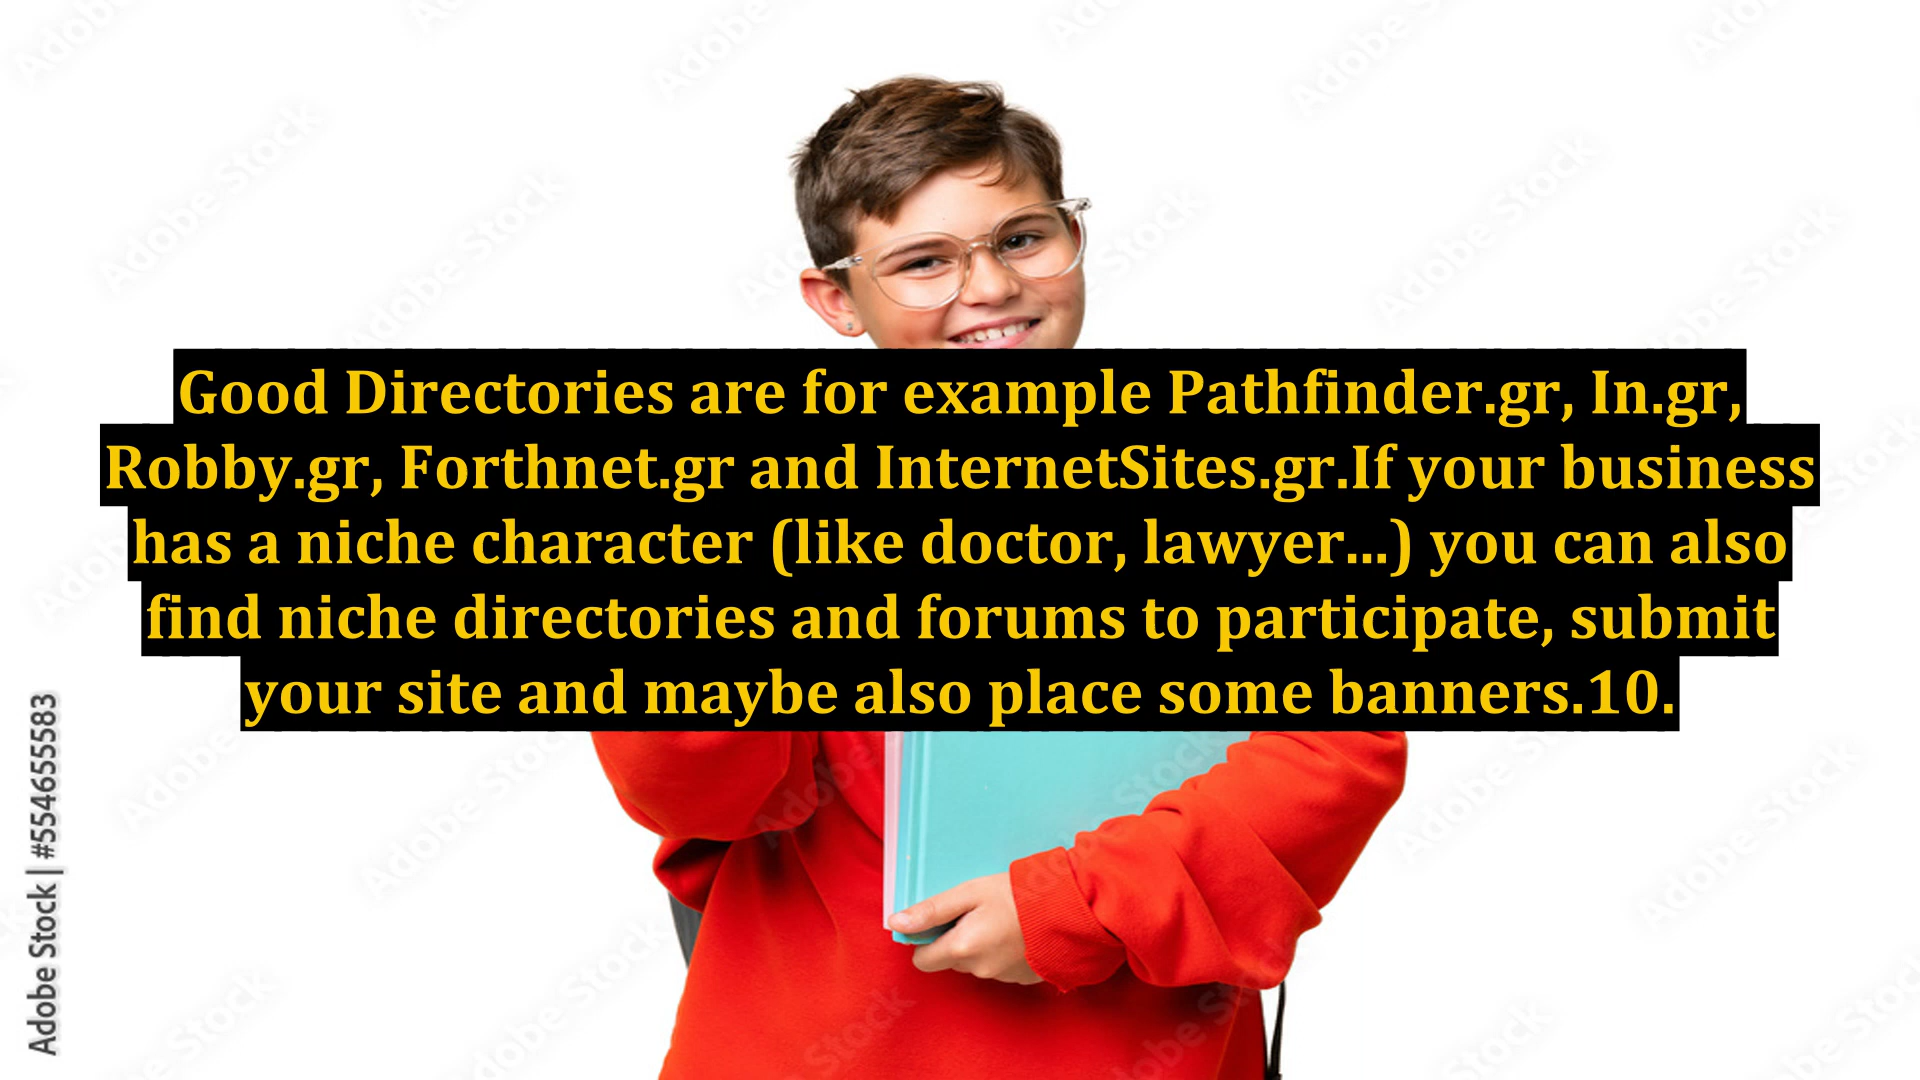 Good Directories are for example Pathfinder.gr, In.gr,
Robby.gr, Forthnet.gr and InternetSites.gr.If your business
has a niche character (like doctor, lawyer...) you can also
find niche directories and forums to participate, submit
your site and maybe also place some banners.10.
Adobe Stock | #554655583